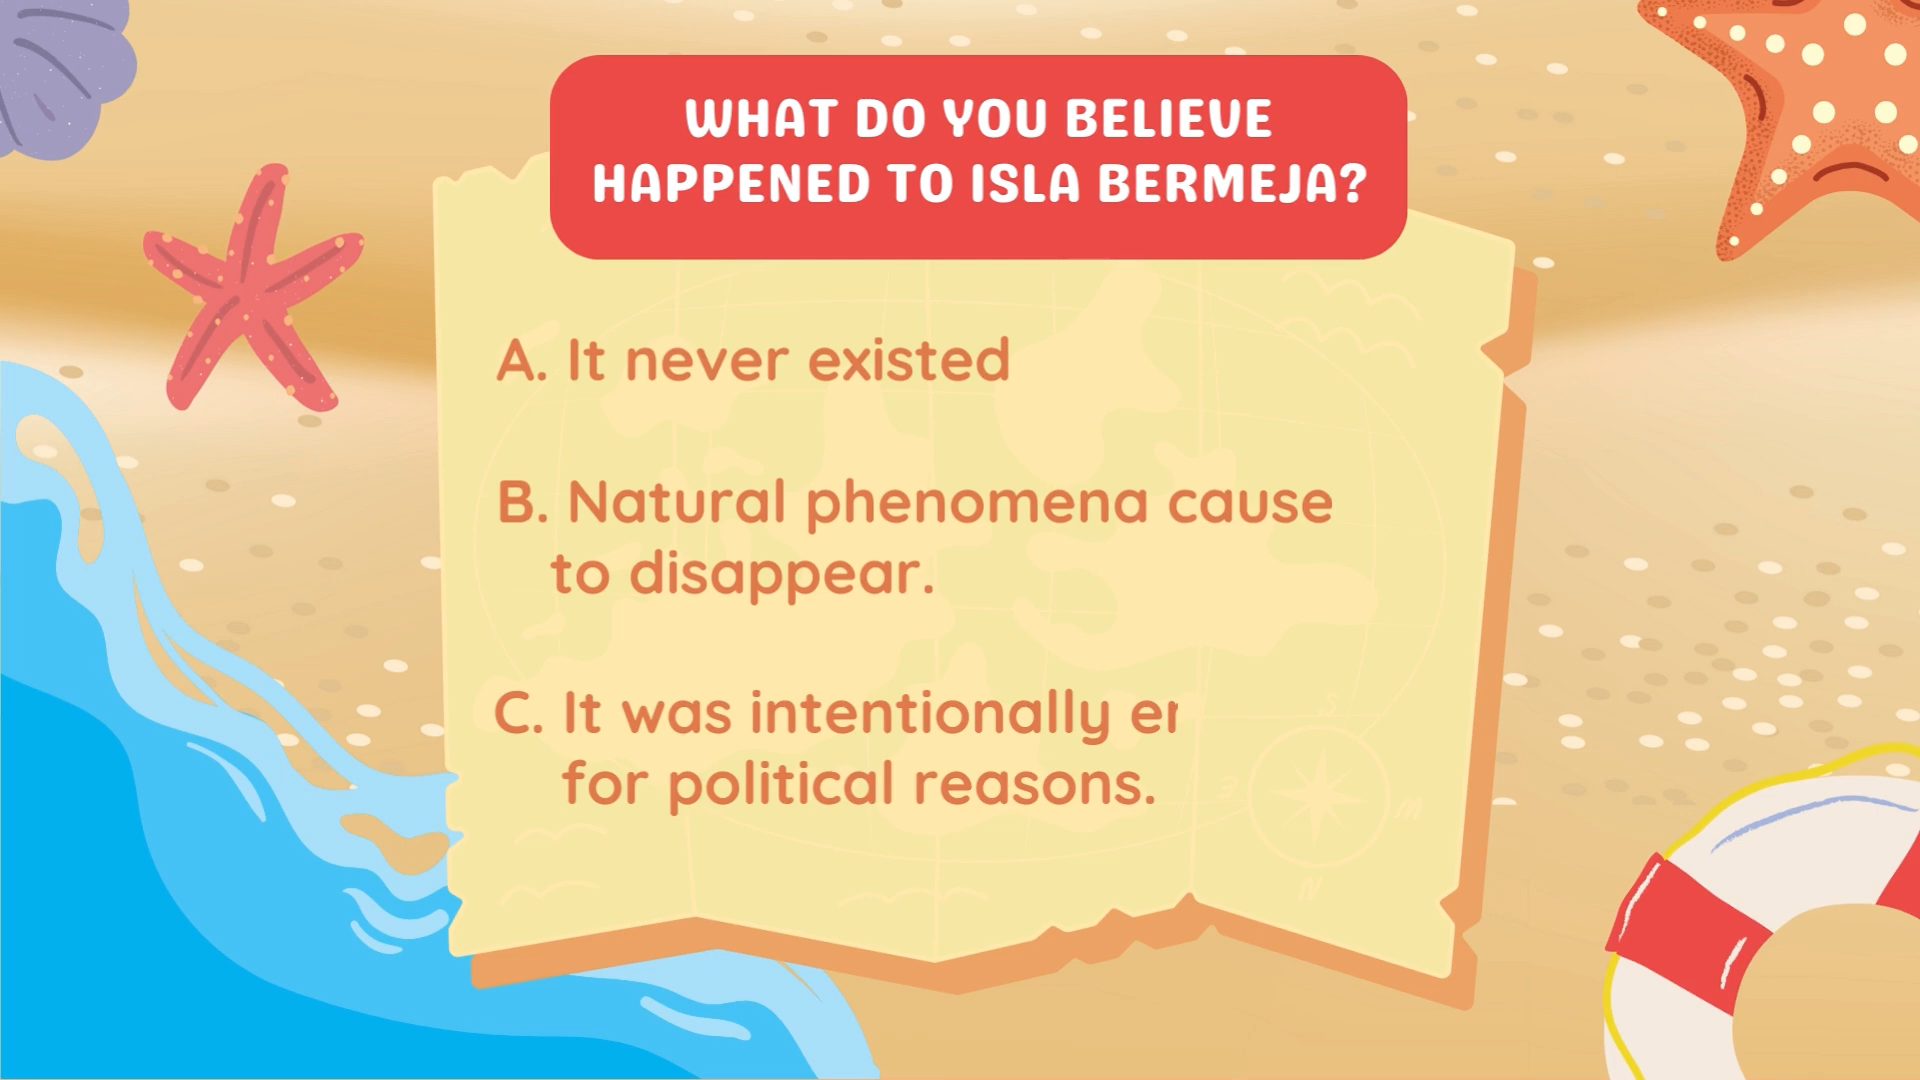 WHAT DO YOU BELIEVE
HAPPENED TO ISLA BERMEJA?
A. It never existed
B. Natural phenomena cause
to disappear.
C. It was intentionally
for political reasons.
S
M
N